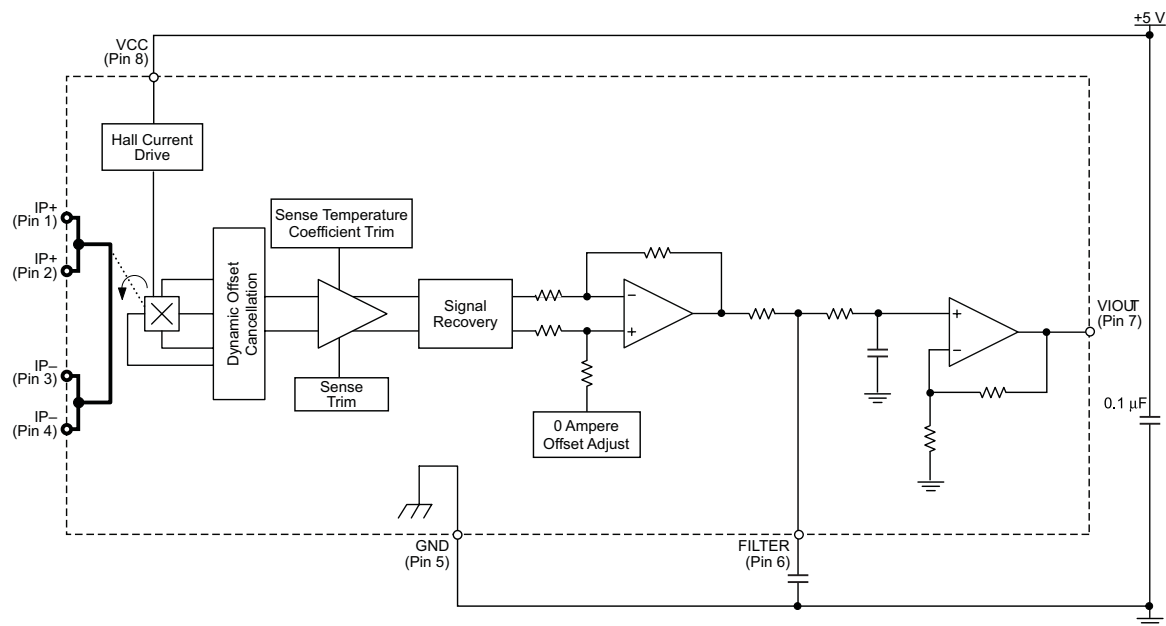 +5 V
VCC
(Pin 8)
Hall Current
Drive
IP+
(Pin 1)
IP+
(Pin 2)
IP−
(Pin 3)
IP−
(Pin 4)
Dynamic Offset
Cancellation
Sense Temperature
Coefficient Trim
Sense
Trim
Signal
Recovery
−
+
0 Ampere
Offset Adjust
+
−
VIOUT
(Pin 7)
0.1 µF
GND
(Pin 5)
FILTER
(Pin 6)